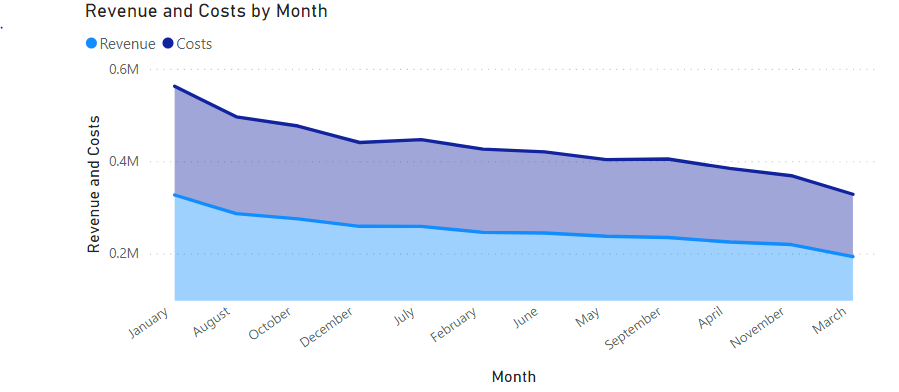 Revenue and Costs by Month
.
Revenue Costs
0.6M
0.4M
0.2M
Revenue and Costs
January August October December July February June May September April November March
Month